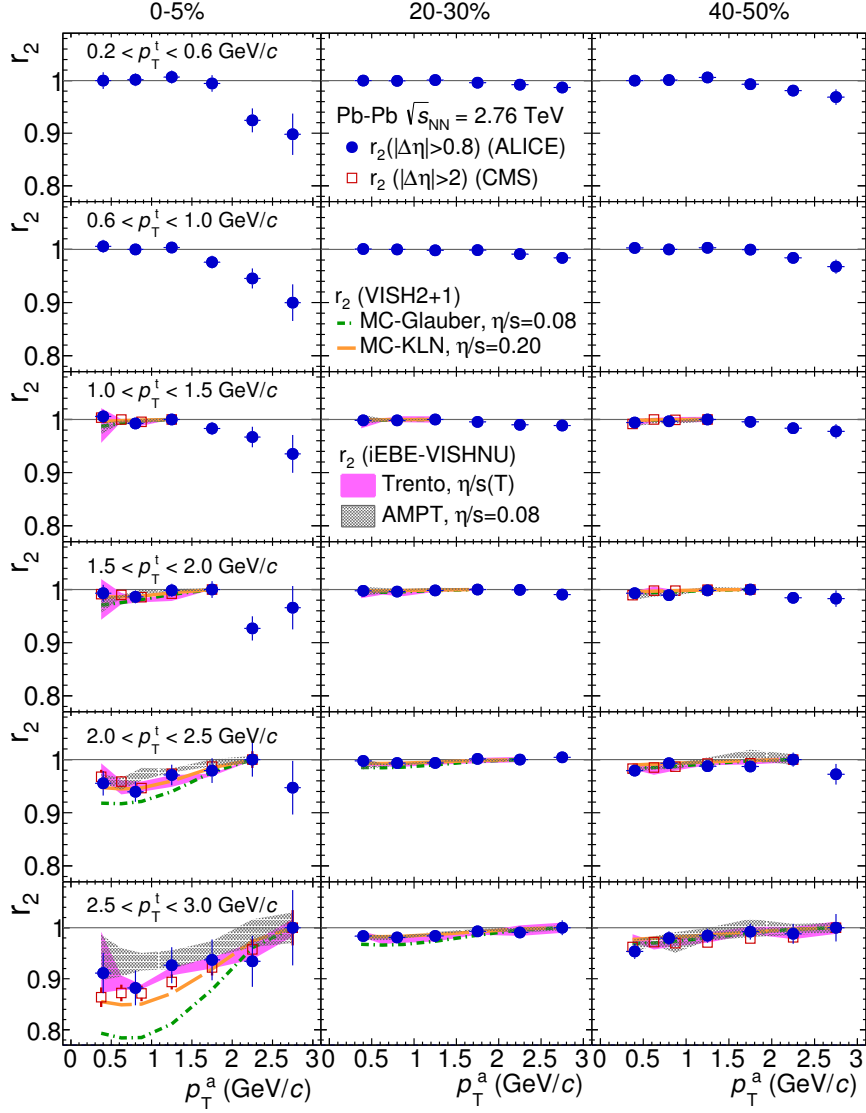 0-5% 20-30% 40-50%
r₂ 0.2 < p_T^t < 0.6 GeV/c
1
0.9
0.8
Pb-Pb √s_NN = 2.76 TeV
r₂(|Δη|>0.8) (ALICE)
r₂ (|Δη|>2) (CMS)
r₂ 0.6 < p_T^t < 1.0 GeV/c
1
0.9
0.8
r₂ (VISH2+1)
MC-Glauber, η/s=0.08
MC-KLN, η/s=0.20
r₂ 1.0 < p_T^t < 1.5 GeV/c
1
0.9
0.8
r₂ (iEBE-VISHNU)
Trento, η/s(T)
AMPT, η/s=0.08
r₂ 1.5 < p_T^t < 2.0 GeV/c
1
0.9
0.8
r₂ 2.0 < p_T^t < 2.5 GeV/c
1
0.9
0.8
r₂ 2.5 < p_T^t < 3.0 GeV/c
1
0.9
0.8
0 0.5 1 1.5 2 2.5 3 0 0.5 1 1.5 2 2.5 3 0 0.5 1 1.5 2 2.5 3
p_T^a (GeV/c) p_T^a (GeV/c) p_T^a (GeV/c)